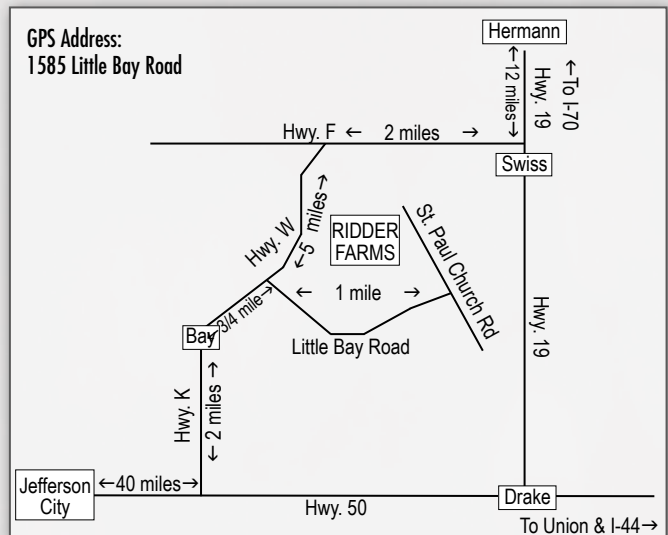 GPS Address:
1585 Little Bay Road
Hermann
←12 miles→
Hwy. 19
←To I-70
Hwy. F
← 2 miles →
Swiss
Hwy. W
←5 miles→
RIDDER
FARMS
St. Paul Church Rd
← 1 mile →
←3/4 mile→
Bay
Little Bay Road
Hwy. 19
Hwy. K
←2 miles→
Jefferson
City
←40 miles→
Hwy. 50
Drake
To Union & I-44→